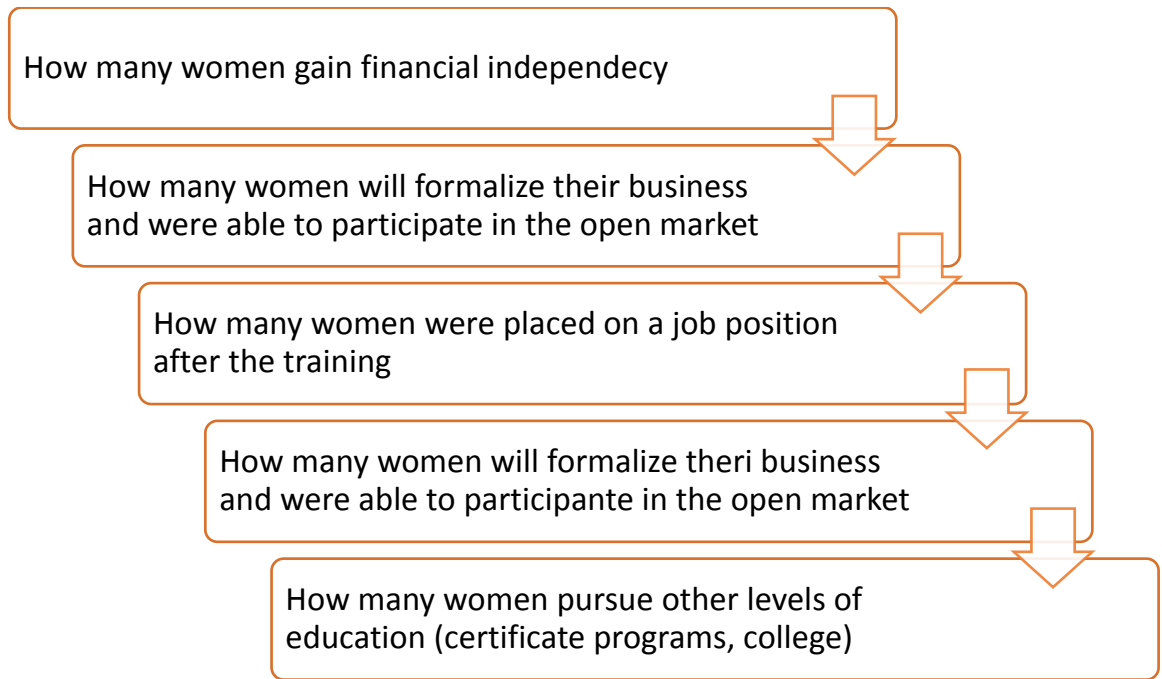 How many women gain financial independecy
How many women will formalize their business
and were able to participate in the open market
How many women were placed on a job position
after the training
How many women will formalize theri business
and were able to participante in the open market
How many women pursue other levels of
education (certificate programs, college)